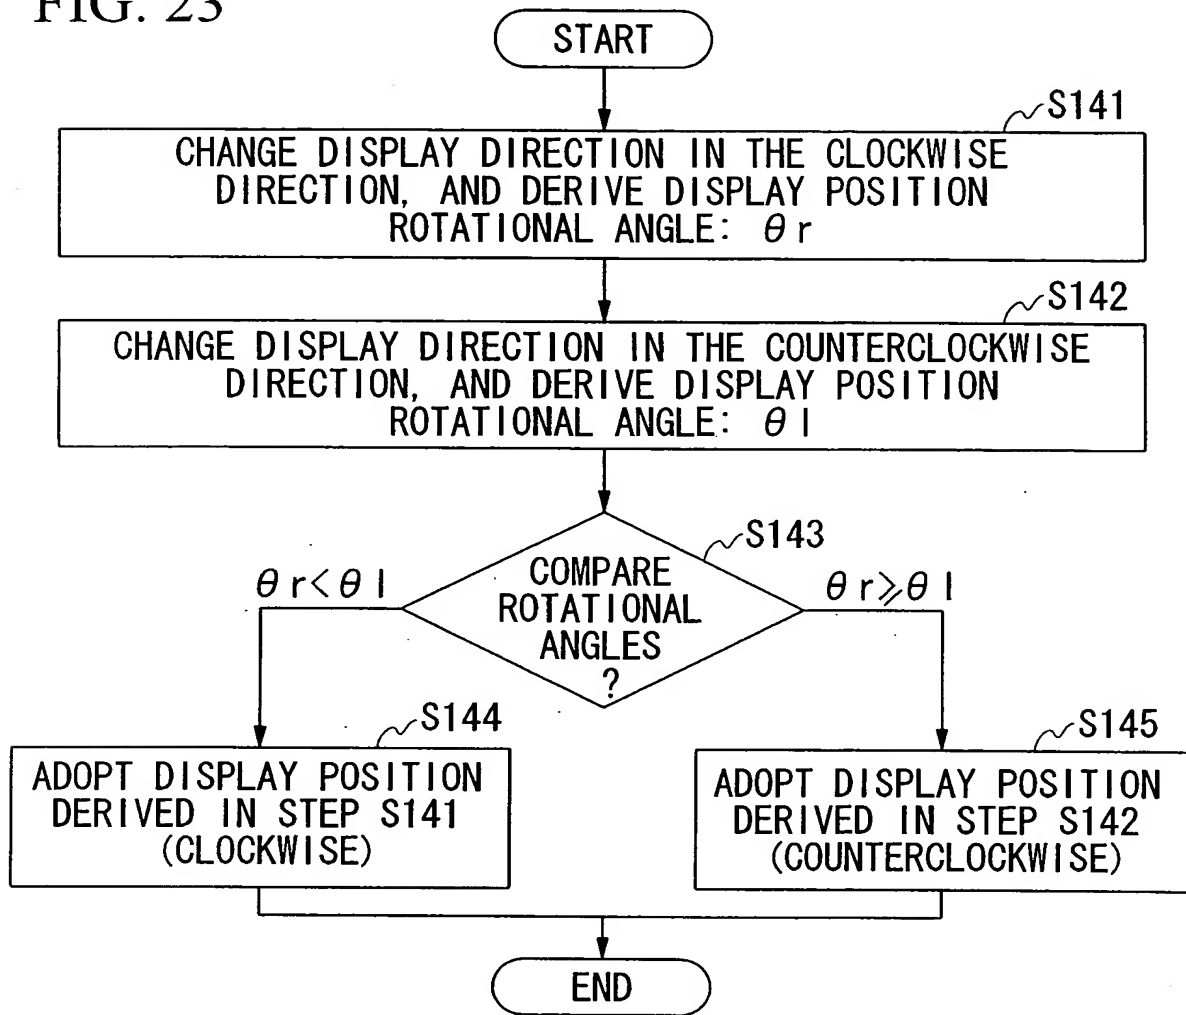 FIG. 23
START
S141
CHANGE DISPLAY DIRECTION IN THE CLOCKWISE
DIRECTION, AND DERIVE DISPLAY POSITION
ROTATIONAL ANGLE: θr
S142
CHANGE DISPLAY DIRECTION IN THE COUNTERCLOCKWISE
DIRECTION, AND DERIVE DISPLAY POSITION
ROTATIONAL ANGLE: θl
S143
COMPARE
ROTATIONAL
ANGLES
?
θr<θl
θr≥θl
S144
ADOPT DISPLAY POSITION
DERIVED IN STEP S141
(CLOCKWISE)
S145
ADOPT DISPLAY POSITION
DERIVED IN STEP S142
(COUNTERCLOCKWISE)
END